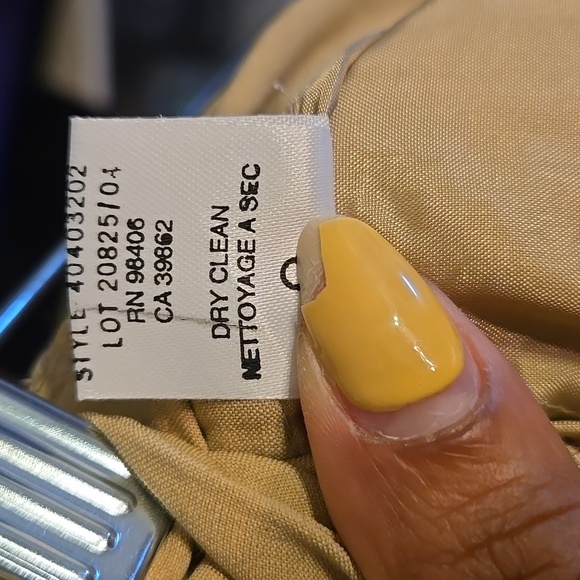 STYLE 40403202
LOT 20825/04
RN 98406
CA 39862
DRY CLEAN
NETTOYAGE A SEC